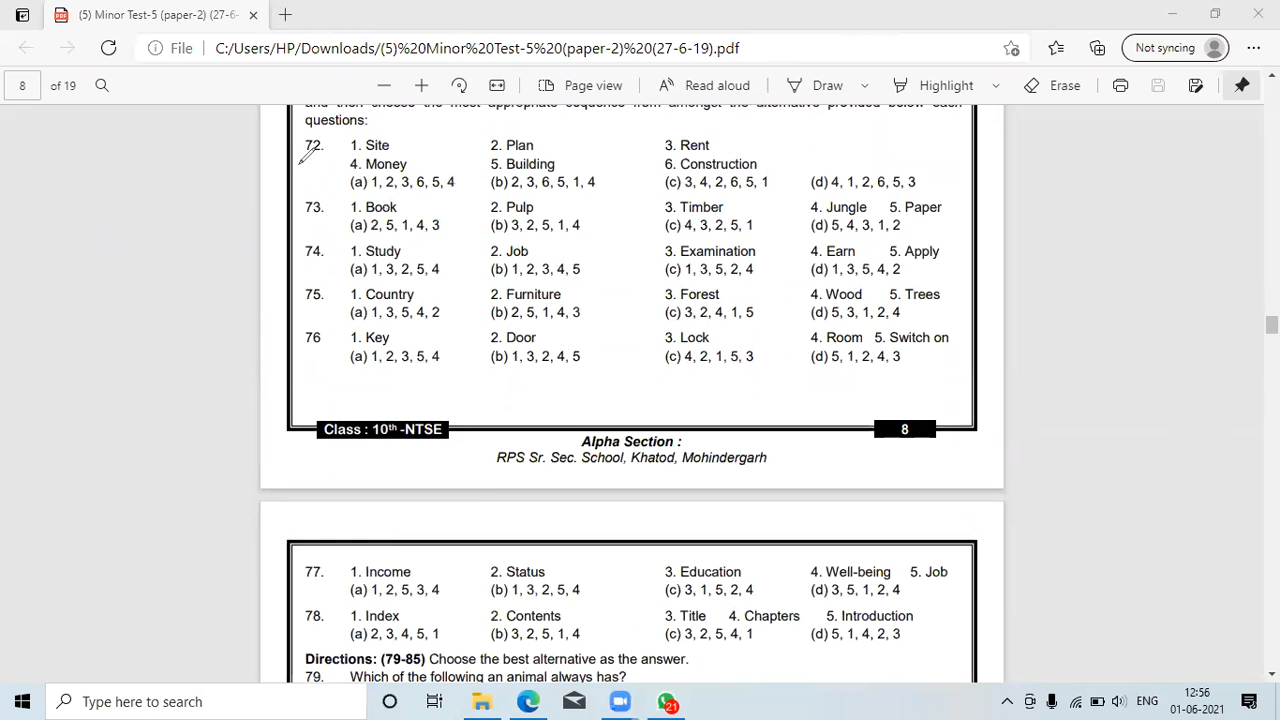 (5) Minor Test-5 (paper-2) (27-6-
File C:/Users/HP/Downloads/(5)%20Minor%20Test-5%20(paper-2)%20(27-6-19).pdf Not syncing
8 of 19 Page view Read aloud Draw Highlight Erase
and then choose the most appropriate sequence from amongst the alternative provided below each
questions:
72. 1. Site 2. Plan 3. Rent
4. Money 5. Building 6. Construction
(a) 1, 2, 3, 6, 5, 4 (b) 2, 3, 6, 5, 1, 4 (c) 3, 4, 2, 6, 5, 1 (d) 4, 1, 2, 6, 5, 3
73. 1. Book 2. Pulp 3. Timber 4. Jungle 5. Paper
(a) 2, 5, 1, 4, 3 (b) 3, 2, 5, 1, 4 (c) 4, 3, 2, 5, 1 (d) 5, 4, 3, 1, 2
74. 1. Study 2. Job 3. Examination 4. Earn 5. Apply
(a) 1, 3, 2, 5, 4 (b) 1, 2, 3, 4, 5 (c) 1, 3, 5, 2, 4 (d) 1, 3, 5, 4, 2
75. 1. Country 2. Furniture 3. Forest 4. Wood 5. Trees
(a) 1, 3, 5, 4, 2 (b) 2, 5, 1, 4, 3 (c) 3, 2, 4, 1, 5 (d) 5, 3, 1, 2, 4
76 1. Key 2. Door 3. Lock 4. Room 5. Switch on
(a) 1, 2, 3, 5, 4 (b) 1, 3, 2, 4, 5 (c) 4, 2, 1, 5, 3 (d) 5, 1, 2, 4, 3
Class : 10th -NTSE 8
Alpha Section :
RPS Sr. Sec. School, Khatod, Mohindergarh
77. 1. Income 2. Status 3. Education 4. Well-being 5. Job
(a) 1, 2, 5, 3, 4 (b) 1, 3, 2, 5, 4 (c) 3, 1, 5, 2, 4 (d) 3, 5, 1, 2, 4
78. 1. Index 2. Contents 3. Title 4. Chapters 5. Introduction
(a) 2, 3, 4, 5, 1 (b) 3, 2, 5, 1, 4 (c) 3, 2, 5, 4, 1 (d) 5, 1, 4, 2, 3
Directions: (79-85) Choose the best alternative as the answer.
79. Which of the following an animal always has?
Type here to search 21 ENG 12:56
01-06-2021